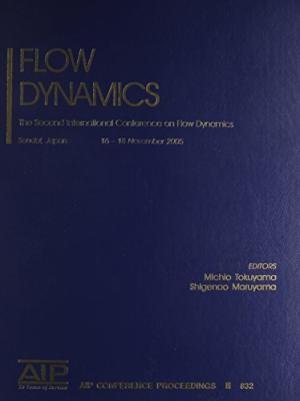 FLOW
DYNAMICS
The Second International Conference on Flow Dynamics
Sendai, Japan 16 – 18 November 2005
EDITORS
Michio Tokuyama
Shigenao Maruyama
AIP
AIP CONFERENCE PROCEEDINGS 832